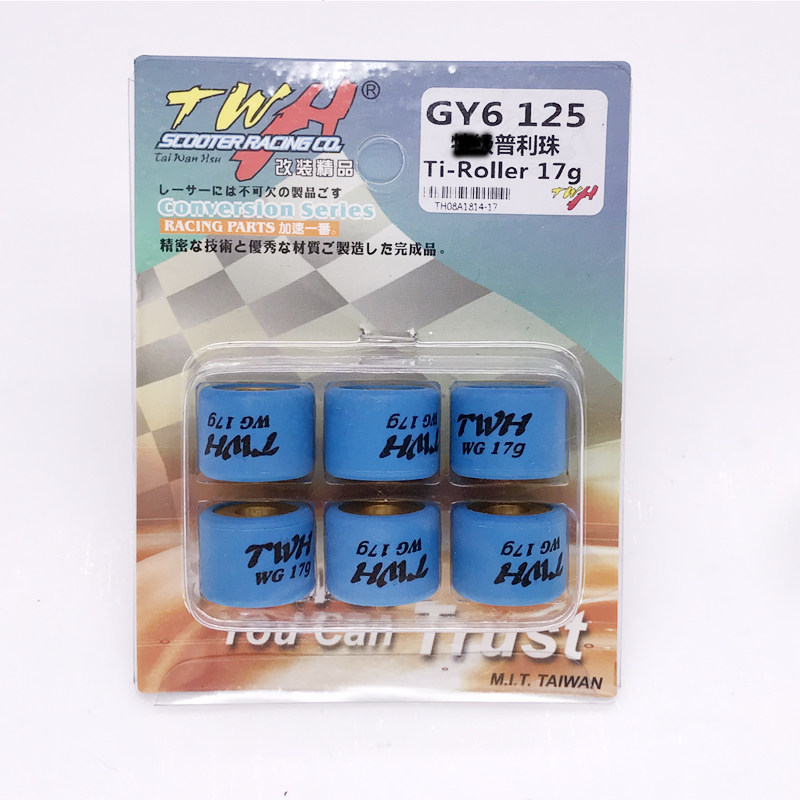 TWH®
SCOOTER RACING CO.
TaiWan Hsu
改装精品
レーサーには不可欠の製品ごす
Conversion Series
RACING PARTS 加速一番。
精密な技術と優秀な材質ご製造した完成品。
GY6 125
普利珠
Ti-Roller 17g
TWH
TH08A1814-17
TWH
WG 17g
TWH
WG 17g
TWH
WG 17g
TWH
WG 17g
TWH
WG 17g
TWH
WG 17g
You Can Trust
M.I.T. TAIWAN